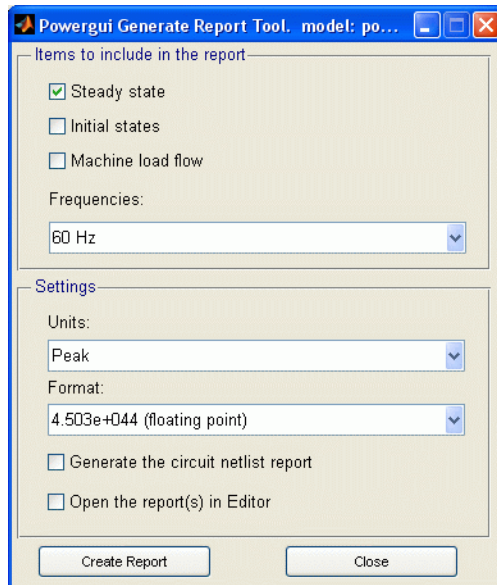 Powergui Generate Report Tool. model: po...
Items to include in the report
Steady state
Initial states
Machine load flow
Frequencies:
60 Hz
Settings
Units:
Peak
Format:
4.503e+044 (floating point)
Generate the circuit netlist report
Open the report(s) in Editor
Create Report Close